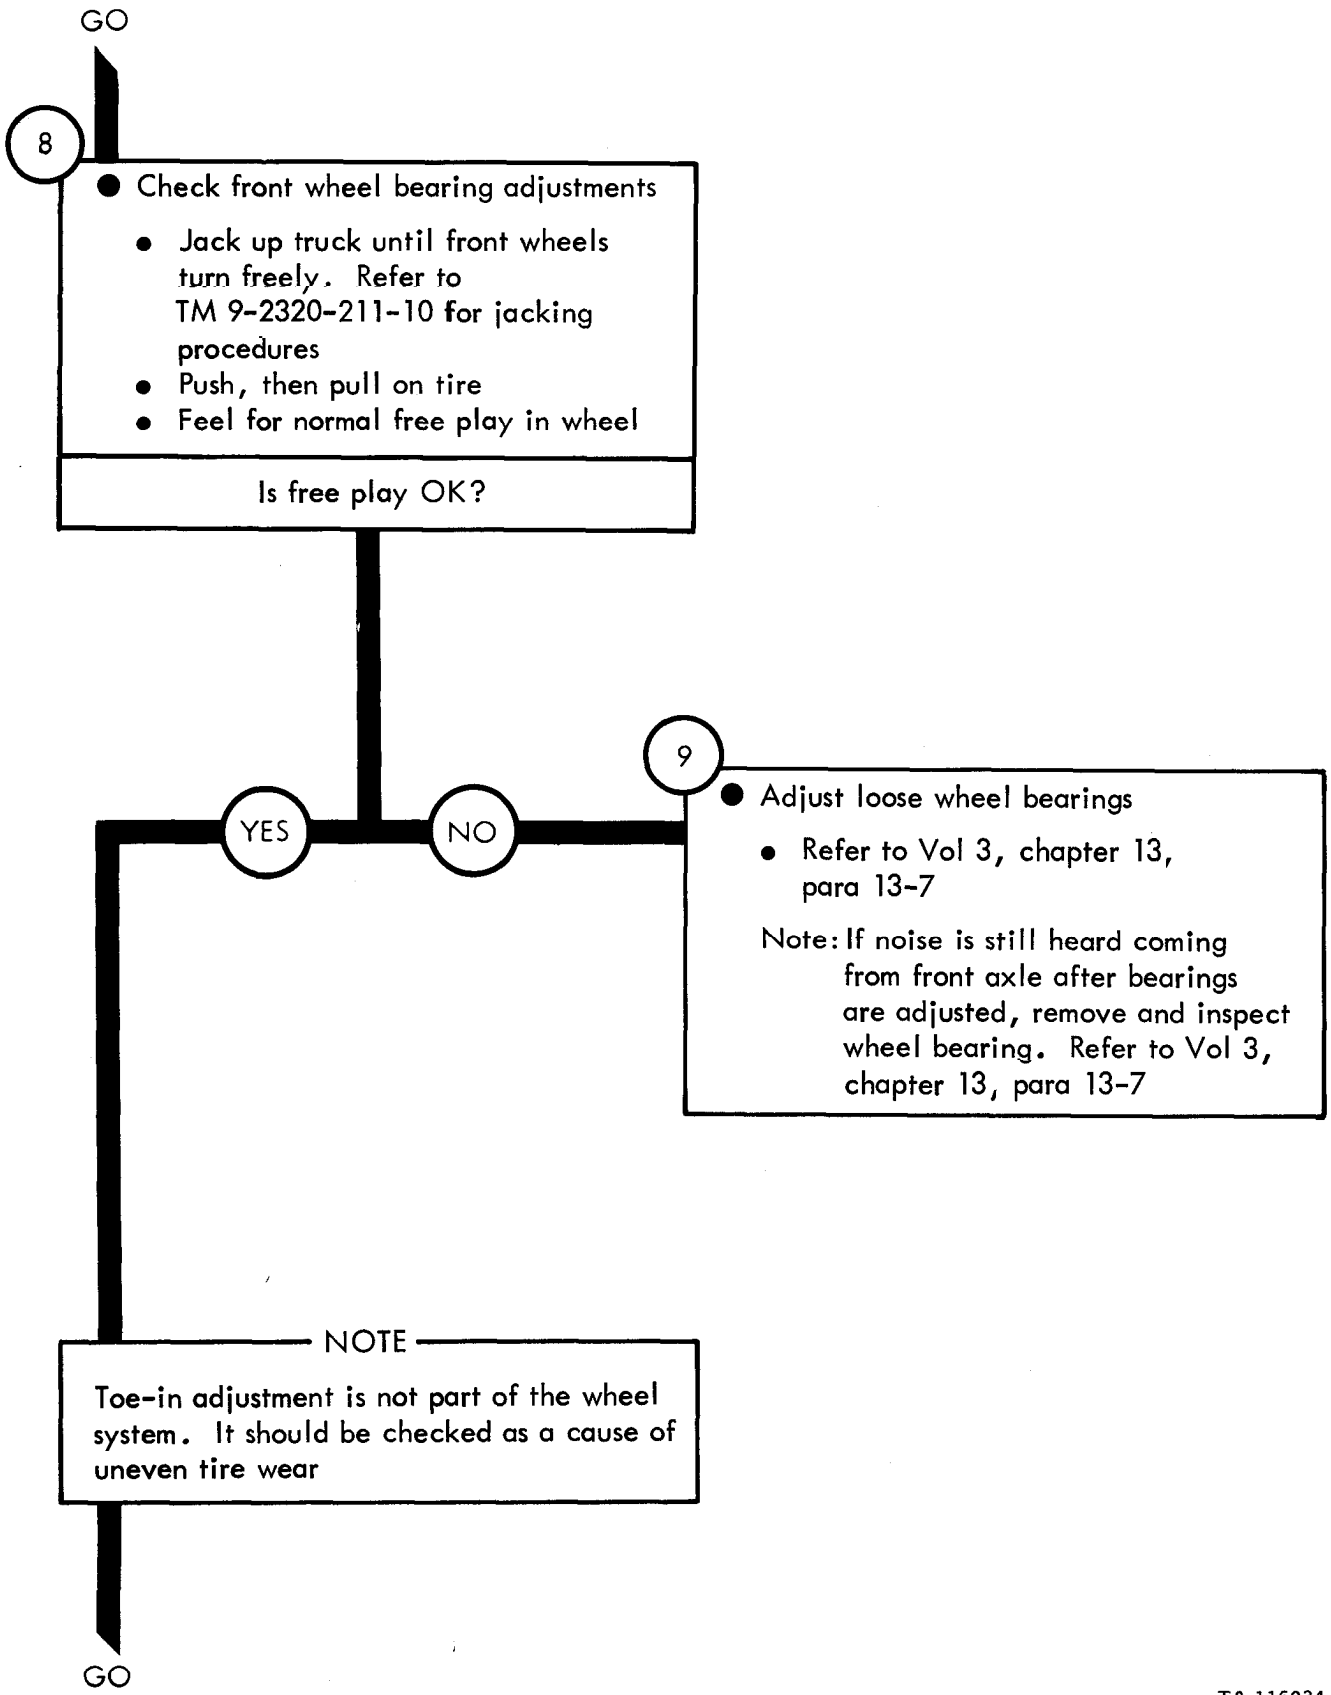 GO
8
● Check front wheel bearing adjustments
● Jack up truck until front wheels
turn freely. Refer to
TM 9-2320-211-10 for jacking
procedures
● Push, then pull on tire
● Feel for normal free play in wheel
Is free play OK?
YES
NO
9
● Adjust loose wheel bearings
● Refer to Vol 3, chapter 13,
para 13-7
Note: If noise is still heard coming
from front axle after bearings
are adjusted, remove and inspect
wheel bearing. Refer to Vol 3,
chapter 13, para 13-7
NOTE
Toe-in adjustment is not part of the wheel
system. It should be checked as a cause of
uneven tire wear
GO